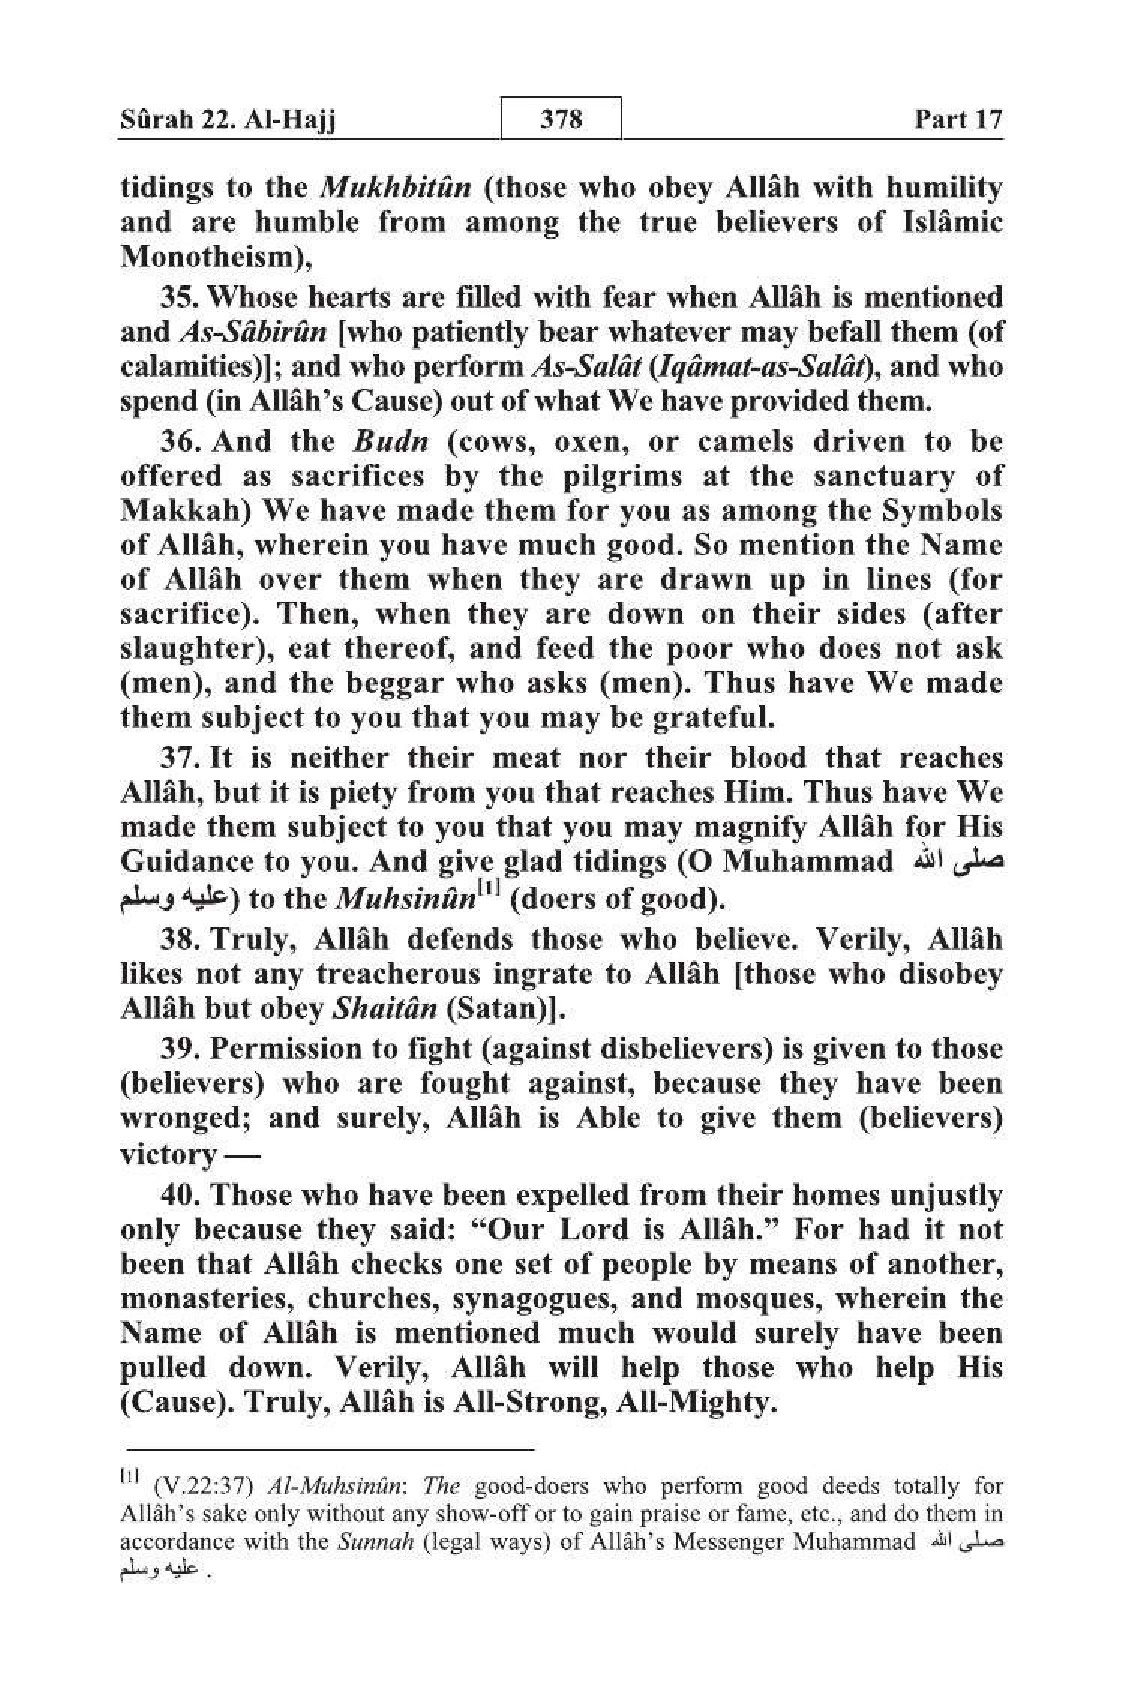 Sûrah 22. Al-Hajj 378 Part 17
tidings to the Mukhbitûn (those who obey Allâh with humility
and are humble from among the true believers of Islâmic
Monotheism),
35. Whose hearts are filled with fear when Allâh is mentioned
and As-Sâbirûn [who patiently bear whatever may befall them (of
calamities)]; and who perform As-Salât (Iqâmat-as-Salât), and who
spend (in Allâh’s Cause) out of what We have provided them.
36. And the Budn (cows, oxen, or camels driven to be
offered as sacrifices by the pilgrims at the sanctuary of
Makkah) We have made them for you as among the Symbols
of Allâh, wherein you have much good. So mention the Name
of Allâh over them when they are drawn up in lines (for
sacrifice). Then, when they are down on their sides (after
slaughter), eat thereof, and feed the poor who does not ask
(men), and the beggar who asks (men). Thus have We made
them subject to you that you may be grateful.
37. It is neither their meat nor their blood that reaches
Allâh, but it is piety from you that reaches Him. Thus have We
made them subject to you that you may magnify Allâh for His
Guidance to you. And give glad tidings (O Muhammad صلى الله
عليه وسلم) to the Muhsinûn[1] (doers of good).
38. Truly, Allâh defends those who believe. Verily, Allâh
likes not any treacherous ingrate to Allâh [those who disobey
Allâh but obey Shaitân (Satan)].
39. Permission to fight (against disbelievers) is given to those
(believers) who are fought against, because they have been
wronged; and surely, Allâh is Able to give them (believers)
victory —
40. Those who have been expelled from their homes unjustly
only because they said: “Our Lord is Allâh.” For had it not
been that Allâh checks one set of people by means of another,
monasteries, churches, synagogues, and mosques, wherein the
Name of Allâh is mentioned much would surely have been
pulled down. Verily, Allâh will help those who help His
(Cause). Truly, Allâh is All-Strong, All-Mighty.
[1] (V.22:37) Al-Muhsinûn: The good-doers who perform good deeds totally for
Allâh’s sake only without any show-off or to gain praise or fame, etc., and do them in
accordance with the Sunnah (legal ways) of Allâh’s Messenger Muhammad صلى الله
عليه وسلم .